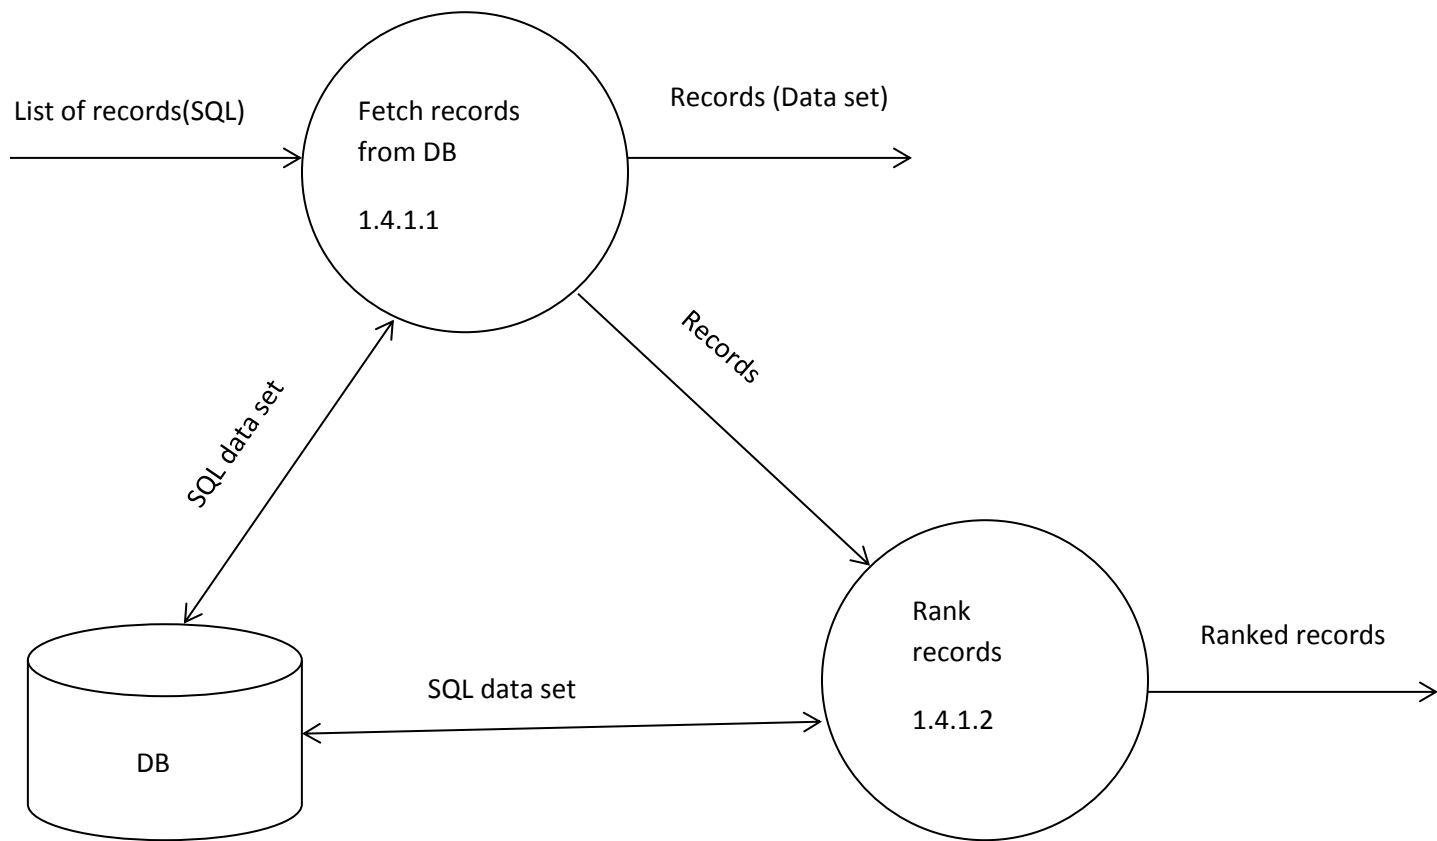 List of records(SQL)
Fetch records
from DB
1.4.1.1
Records (Data set)
Records
SQL data set
Rank
records
1.4.1.2
Ranked records
SQL data set
DB